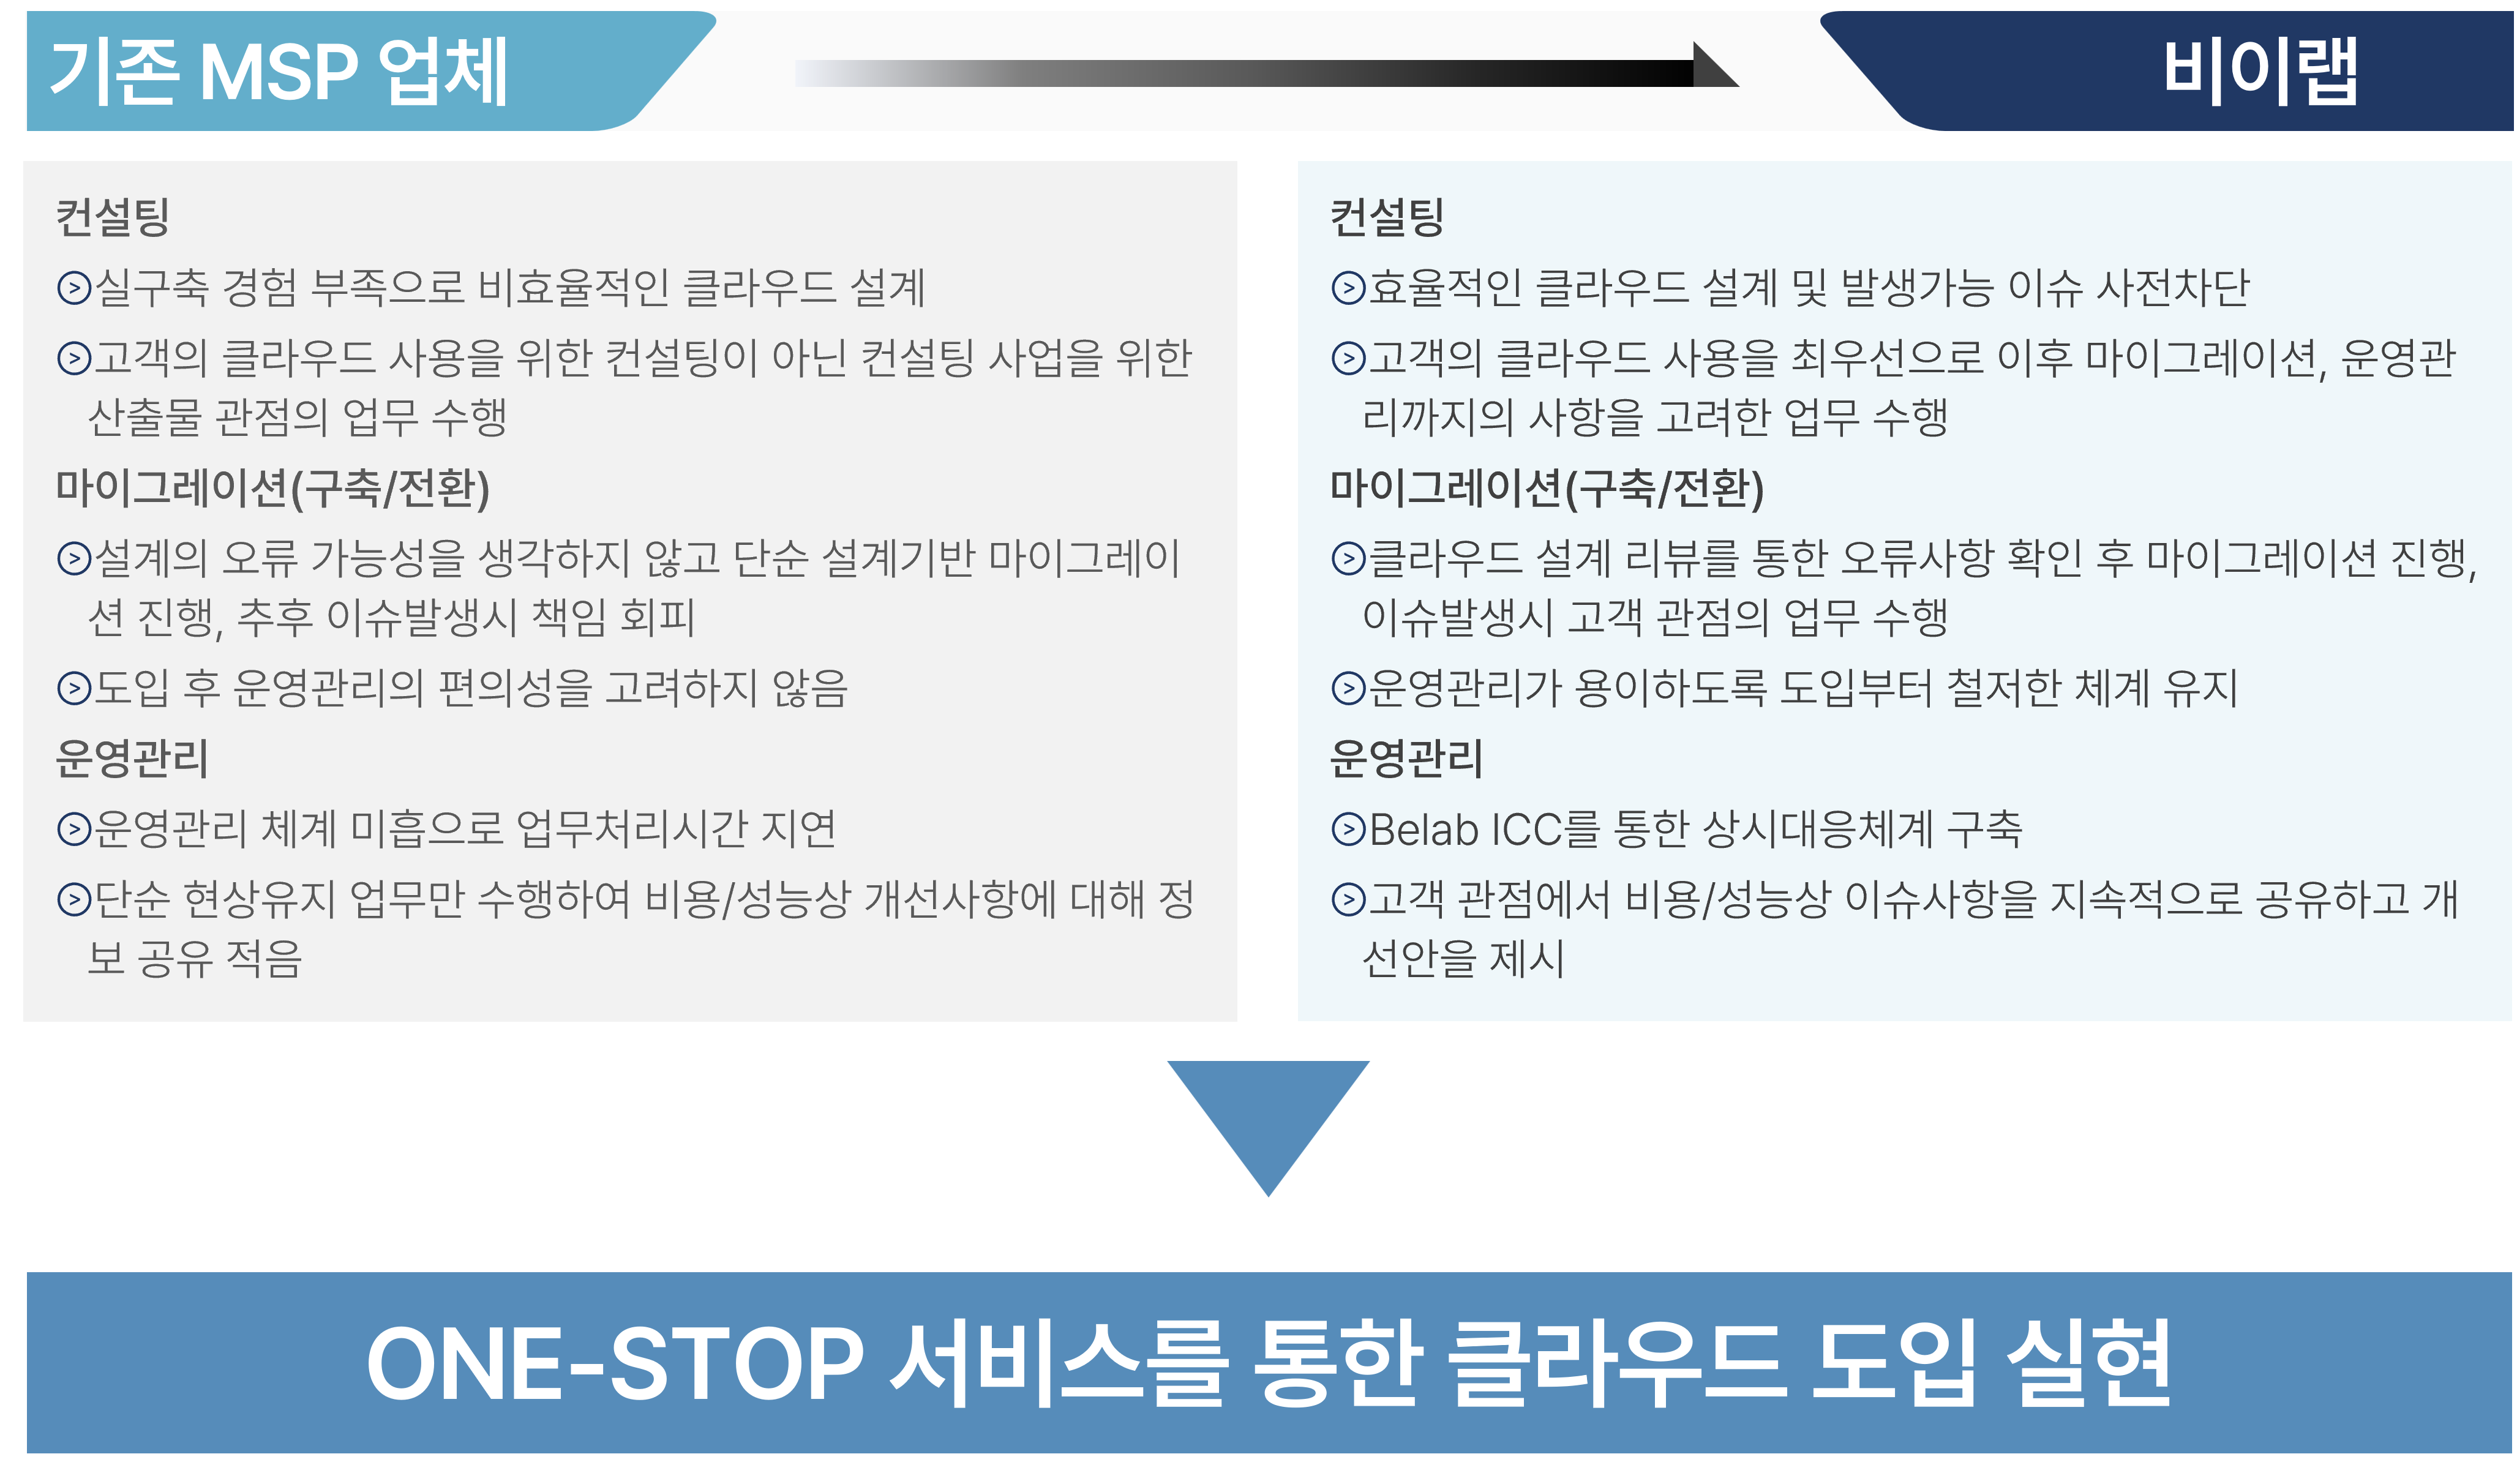 기존 MSP 업체
비이랩
컨설팅
실구축 경험 부족으로 비효율적인 클라우드 설계
고객의 클라우드 사용을 위한 컨설팅이 아닌 컨설팅 사업을 위한
산출물 관점의 업무 수행
마이그레이션(구축/전환)
설계의 오류 가능성을 생각하지 않고 단순 설계기반 마이그레이
션 진행, 추후 이슈발생시 책임 회피
도입 후 운영관리의 편의성을 고려하지 않음
운영관리
운영관리 체계 미흡으로 업무처리시간 지연
단순 현상유지 업무만 수행하여 비용/성능상 개선사항에 대해 정
보 공유 적음
컨설팅
효율적인 클라우드 설계 및 발생가능 이슈 사전차단
고객의 클라우드 사용을 최우선으로 이후 마이그레이션, 운영관
리까지의 사항을 고려한 업무 수행
마이그레이션(구축/전환)
클라우드 설계 리뷰를 통한 오류사항 확인 후 마이그레이션 진행,
이슈발생시 고객 관점의 업무 수행
운영관리가 용이하도록 도입부터 철저한 체계 유지
운영관리
Belab ICC를 통한 상시대응체계 구축
고객 관점에서 비용/성능상 이슈사항을 지속적으로 공유하고 개
선안을 제시
ONE-STOP 서비스를 통한 클라우드 도입 실현